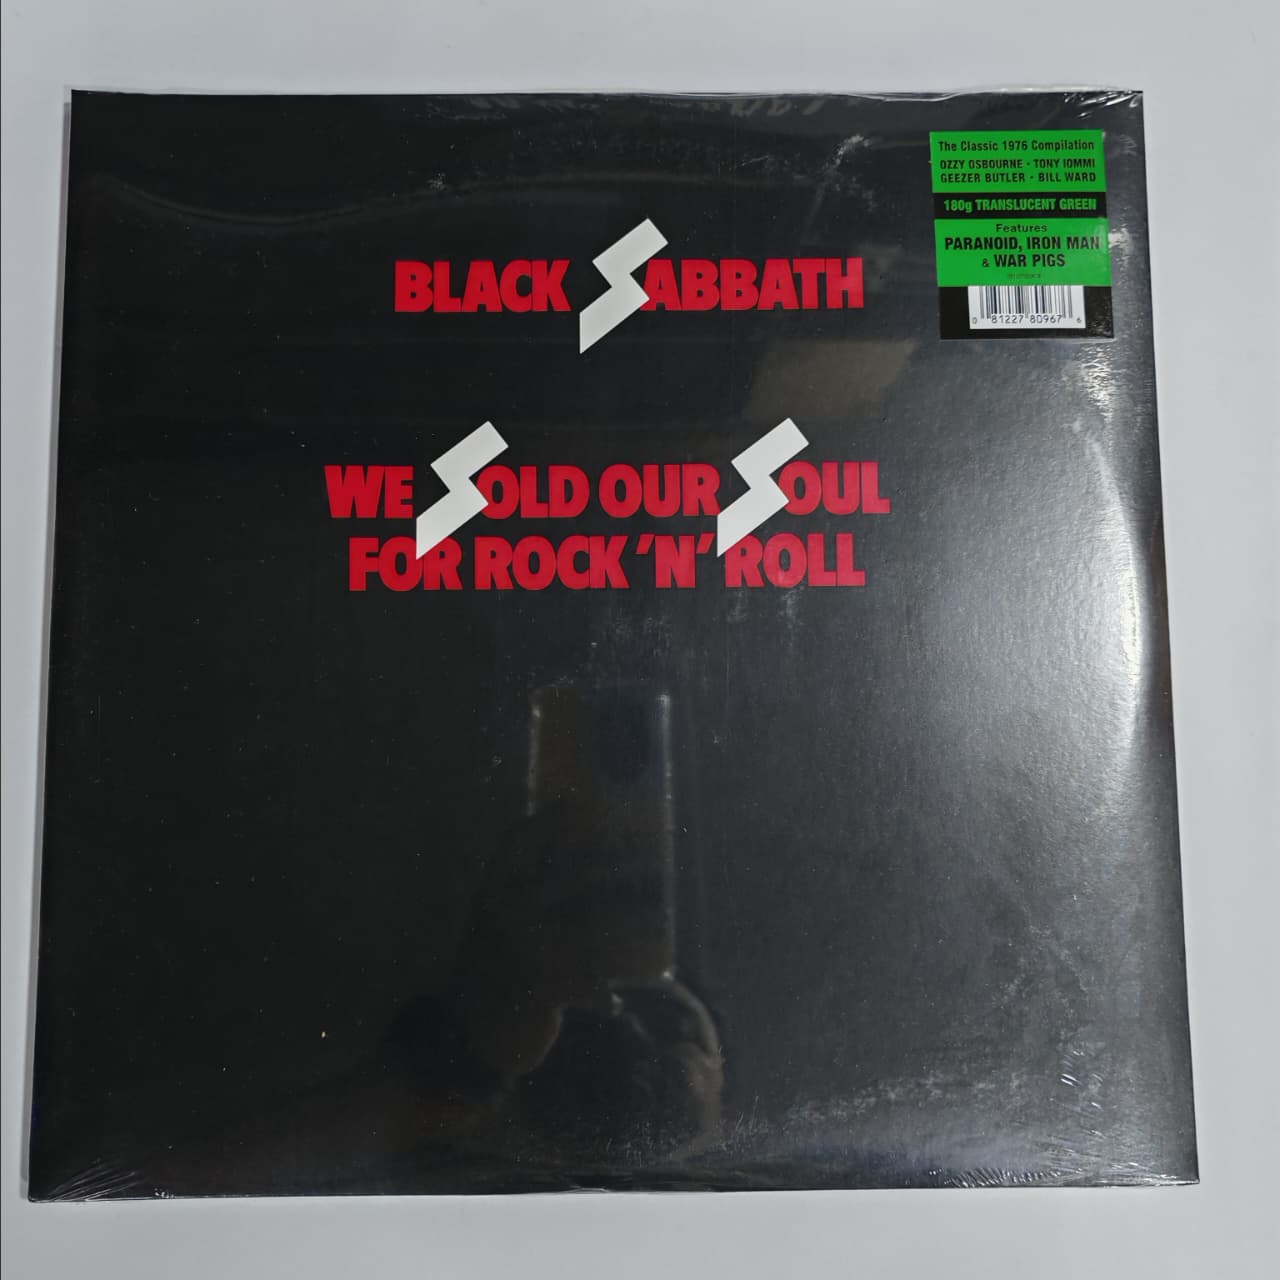 BLACK SABBATH
WE SOLD OUR SOUL
FOR ROCK 'N' ROLL
The Classic 1976 Compilation
OZZY OSBOURNE · TONY IOMMI
GEEZER BUTLER · BILL WARD
180g TRANSLUCENT GREEN
Features
PARANOID, IRON MAN
& WAR PIGS
0 81227 80967 6